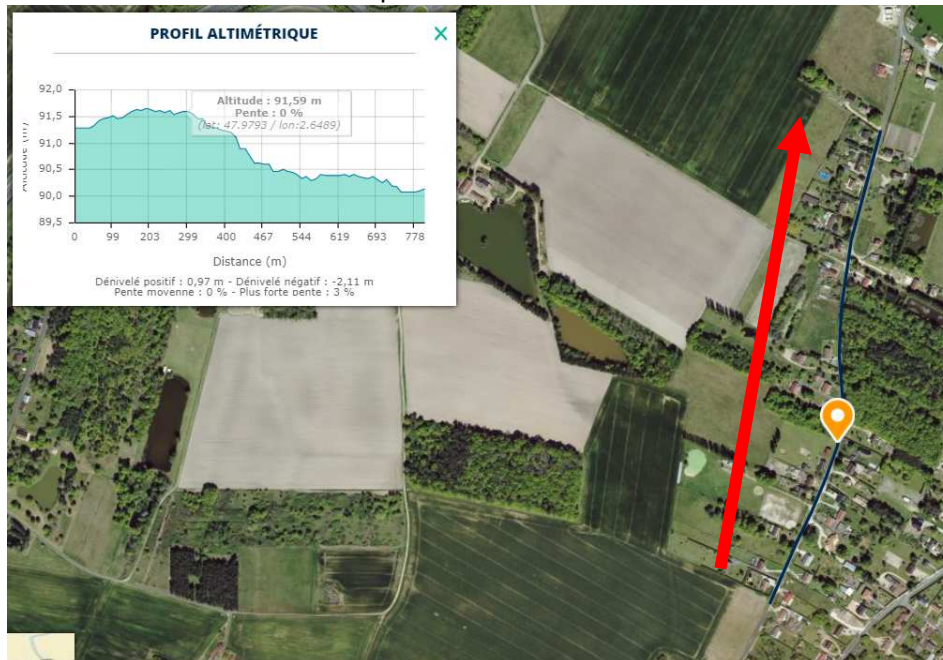 PROFIL ALTIMÉTRIQUE
×
92,0
91,5
91,0
90,5
90,0
89,5
Altitude : 91,59 m
Pente : 0 %
(lat: 47.9793 / lon:2.6489)
0 99 203 299 400 467 544 619 693 778
Distance (m)
Dénivelé positif : 0,97 m - Dénivelé négatif : -2,11 m
Pente moyenne : 0 % - Plus forte pente : 3 %